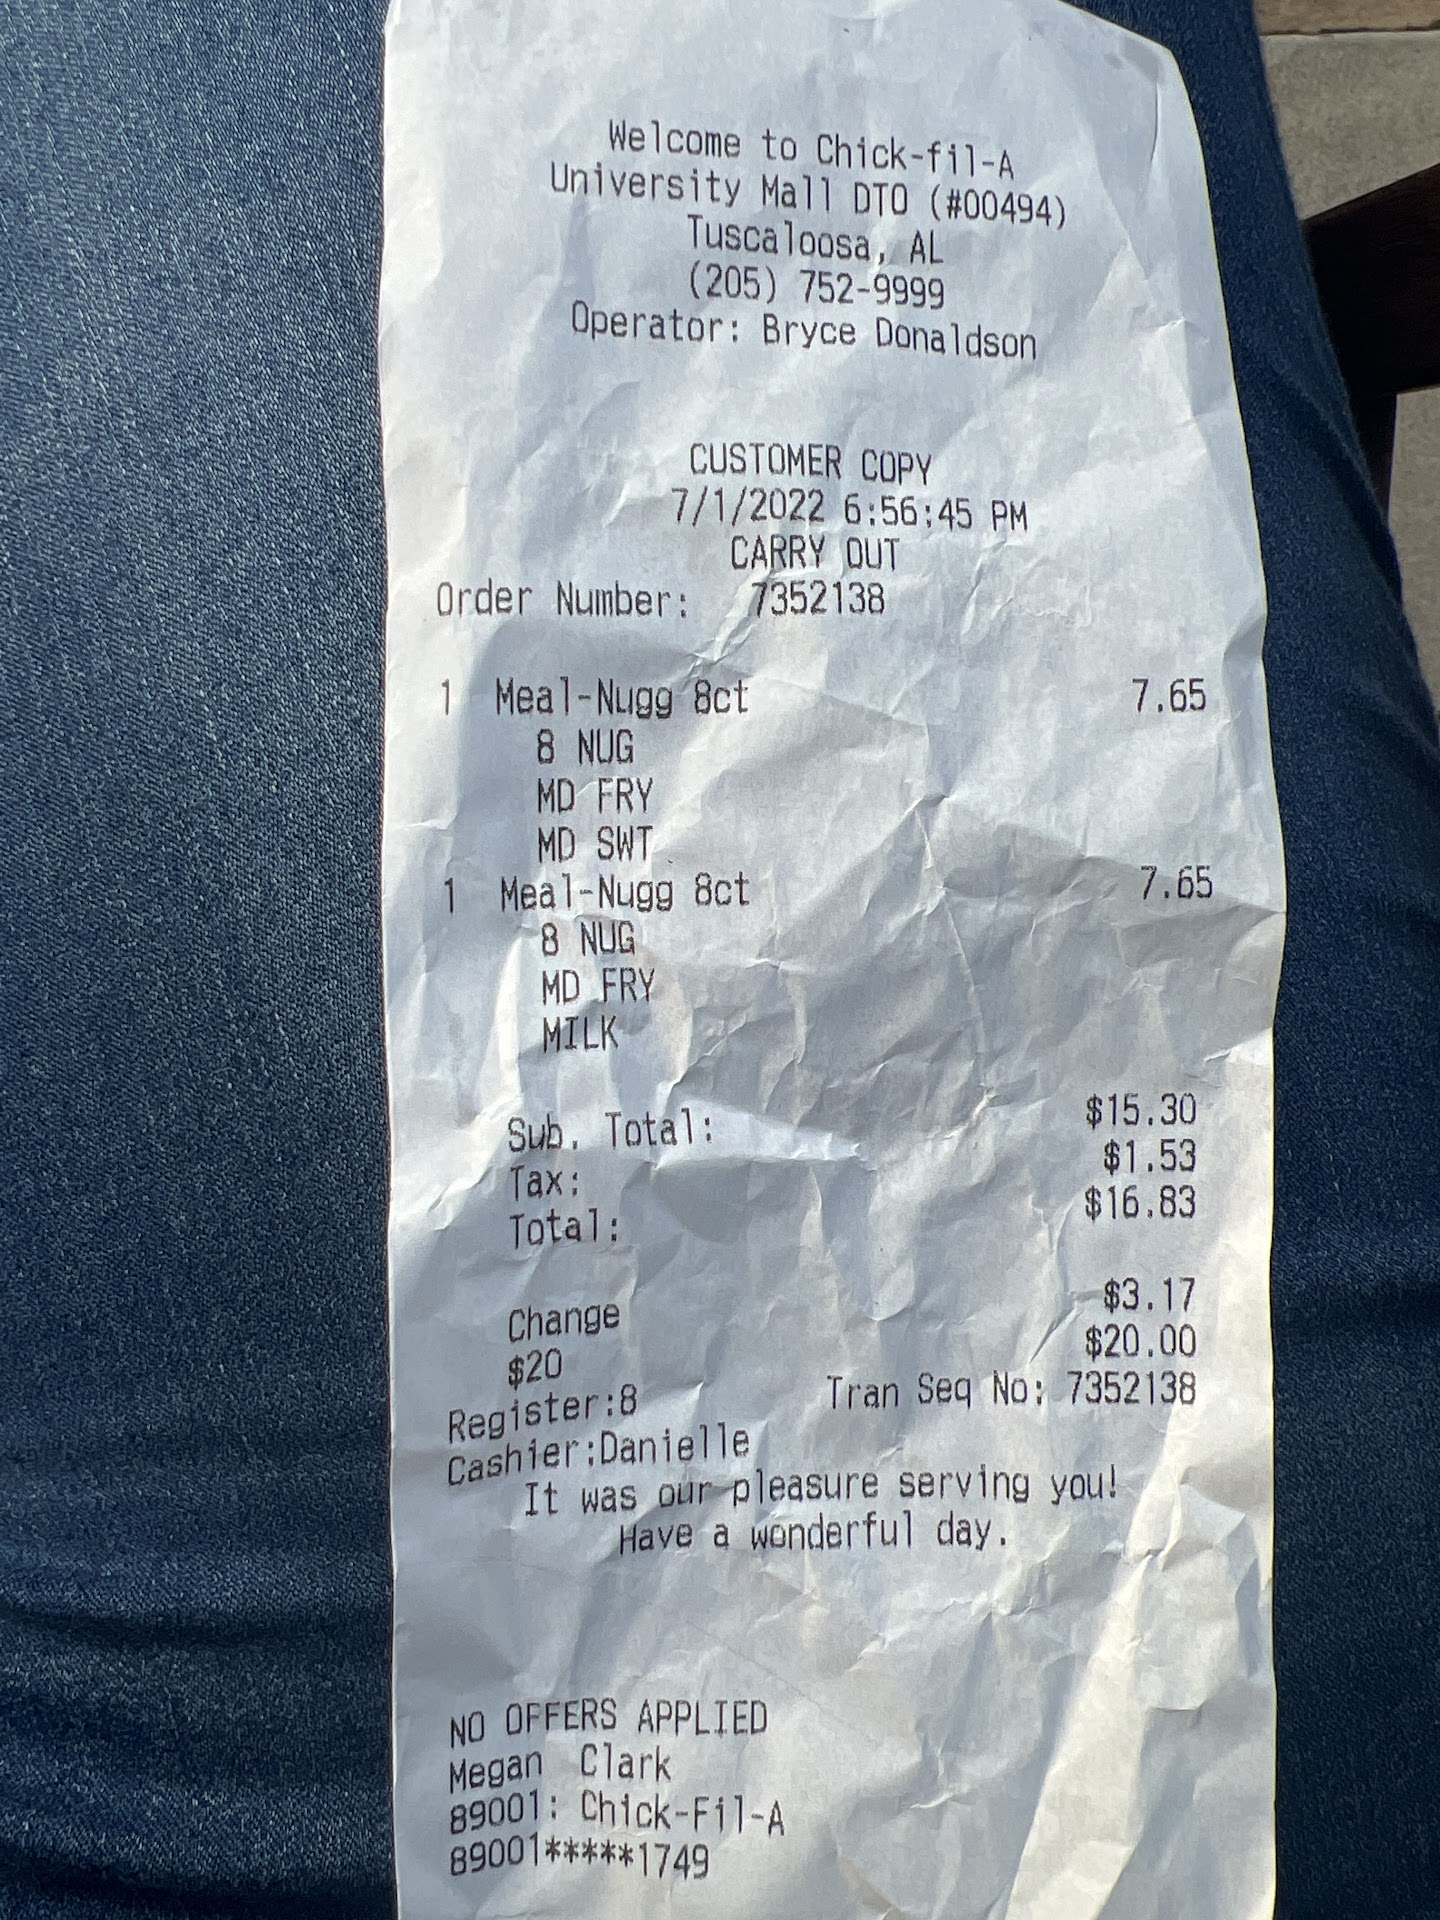 Welcome to Chick-fil-A
University Mall DTO (#00494)
Tuscaloosa, AL
(205) 752-9999
Operator: Bryce Donaldson
CUSTOMER COPY
7/1/2022 6:56:45 PM
CARRY OUT
Order Number: 7352138
1 Meal-Nugg 8ct 7.65
8 NUG
MD FRY
MD SWT
1 Meal-Nugg 8ct 7.65
8 NUG
MD FRY
MILK
Sub. Total: $15.30
Tax: $1.53
Total: $16.83
Change $3.17
$20 $20.00
Register:8 Tran Seq No: 7352138
Cashier:Danielle
It was our pleasure serving you!
Have a wonderful day.
NO OFFERS APPLIED
Megan Clark
89001: Chick-Fil-A
89001*****1749